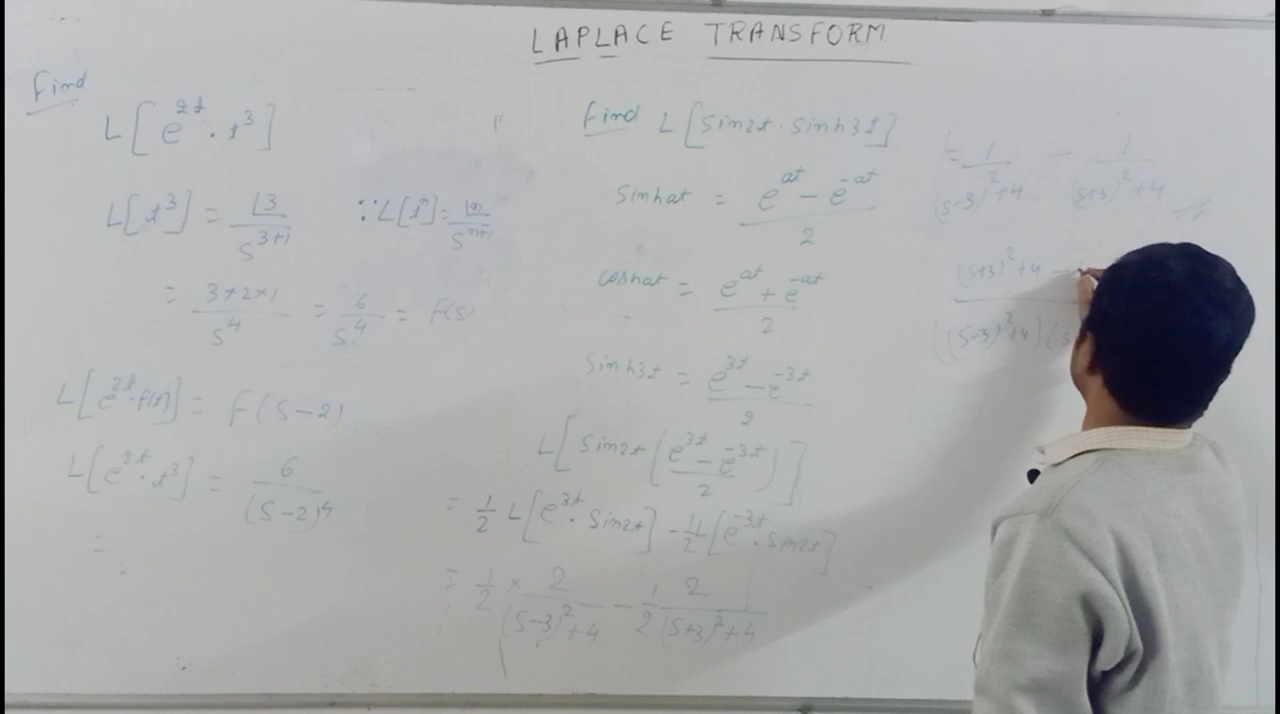 LAPLACE TRANSFORM
Find
L[e^{2t} · t^3]
L[t^3] = ⌊3 / s^{3+1} ∵ L[t^n] = ⌊n / s^{n+1}
= 3×2×1 / s^4 = 6 / s^4 = F(s)
L[e^{2t} · f(t)] = F(s-2)
L[e^{2t} · t^3] = 6 / (s-2)^4
=
Find L[sin2t · sinh3t]
sinhat = e^{at} - e^{-at} / 2
coshat = e^{at} + e^{-at} / 2
sinh3t = e^{3t} - e^{-3t} / 2
L[sin2t (e^{3t} - e^{-3t} / 2)]
= 1/2 L[e^{3t} · sin2t] - 1/2 L[e^{-3t} · sin2t]
= 1/2 × 2 / (s-3)^2+4 - 1/2 2 / (s+3)^2+4
= 1 / (s-3)^2+4 - 1 / (s+3)^2+4
(s+3)^2+4 - / ((s-3)^2+4)(s